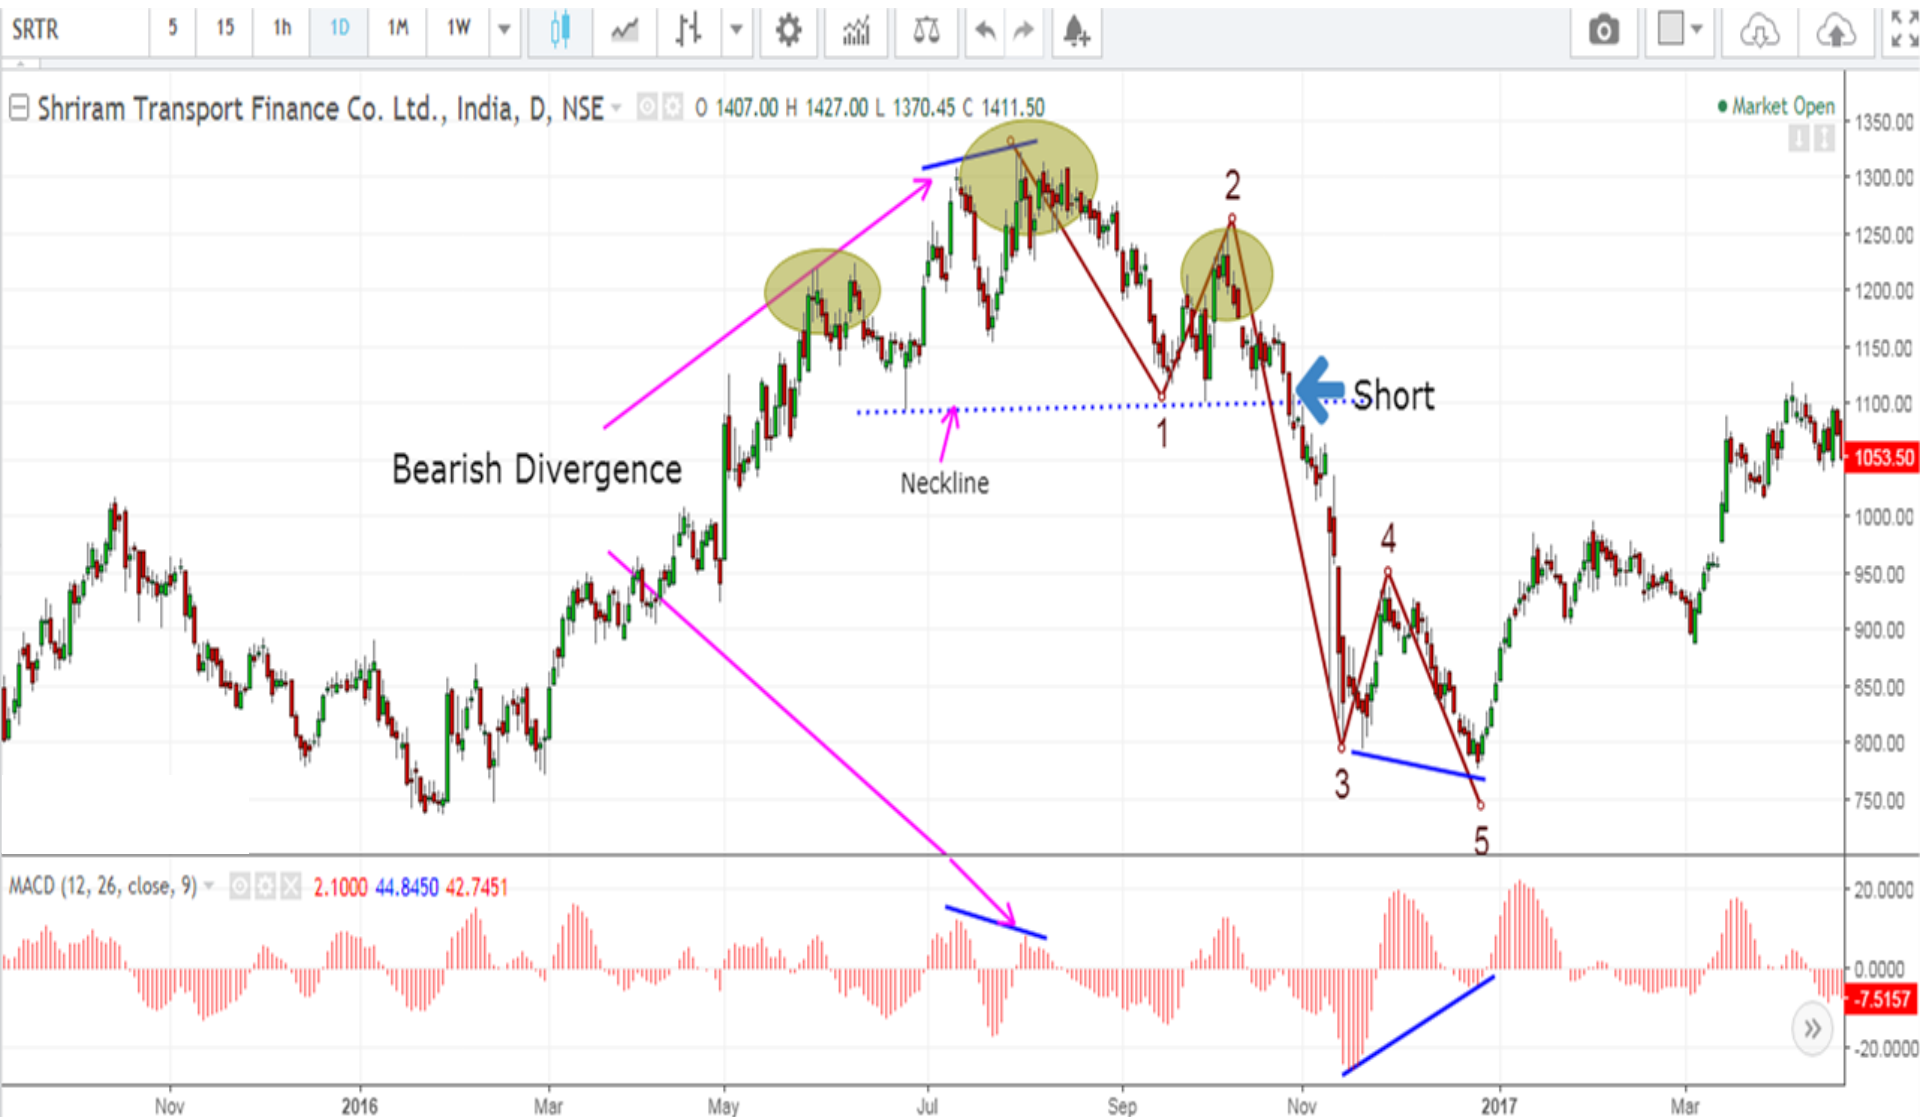 SRTR 5 15 1h 1D 1M 1W
Shriram Transport Finance Co. Ltd., India, D, NSE O 1407.00 H 1427.00 L 1370.45 C 1411.50
Market Open
1350.00
1300.00
1250.00
1200.00
1150.00
1100.00
1053.50
1000.00
950.00
900.00
850.00
800.00
750.00
2
Short
1
Bearish Divergence
Neckline
4
3
5
MACD (12, 26, close, 9) 2.1000 44.8450 42.7451
20.0000
0.0000
-7.5157
-20.0000
Nov 2016 Mar May Jul Sep Nov 2017 Mar